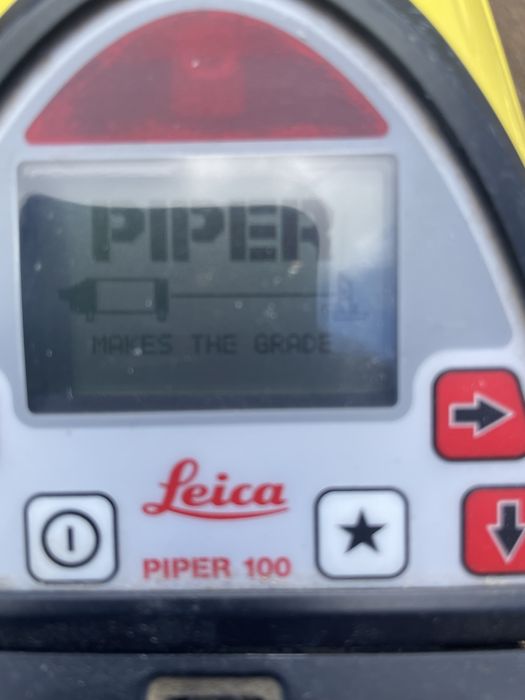 PIPER
MAKES THE GRADE
Leica
PIPER 100